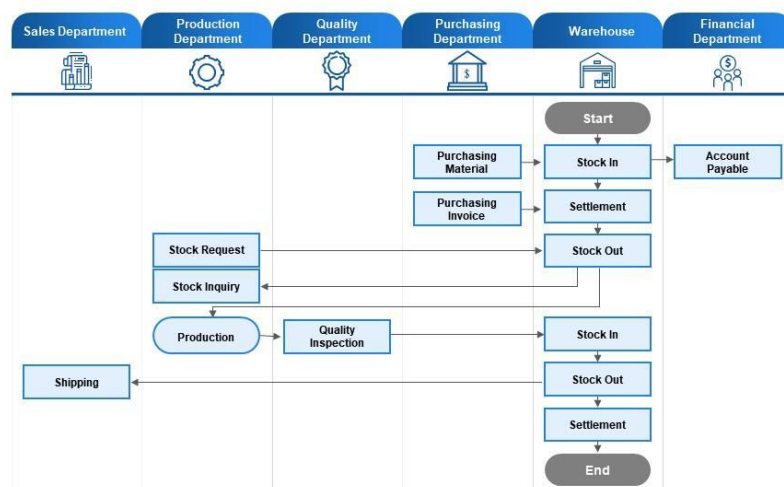 Sales Department
Production
Department
Quality
Department
Purchasing
Department
Warehouse
Financial
Department
$
$
Start
Purchasing
Material
Stock In
Account
Payable
Purchasing
Invoice
Settlement
Stock Request
Stock Out
Stock Inquiry
Production
Quality
Inspection
Stock In
Shipping
Stock Out
Settlement
End